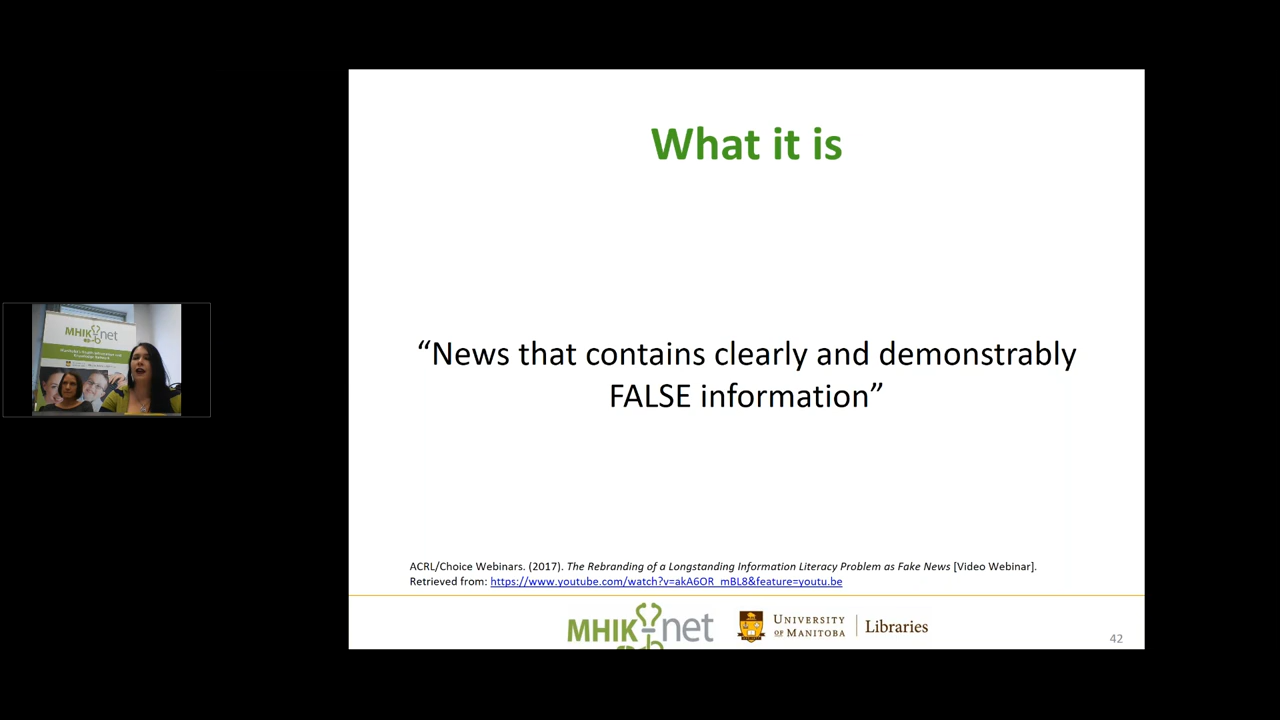 What it is
“News that contains clearly and demonstrably
FALSE information”
ACRL/Choice Webinars. (2017). The Rebranding of a Longstanding Information Literacy Problem as Fake News [Video Webinar].
Retrieved from: https://www.youtube.com/watch?v=akA6OR_mBL8&feature=youtu.be
MHIKnet
UNIVERSITY
OF MANITOBA
Libraries
42
MHIKnet